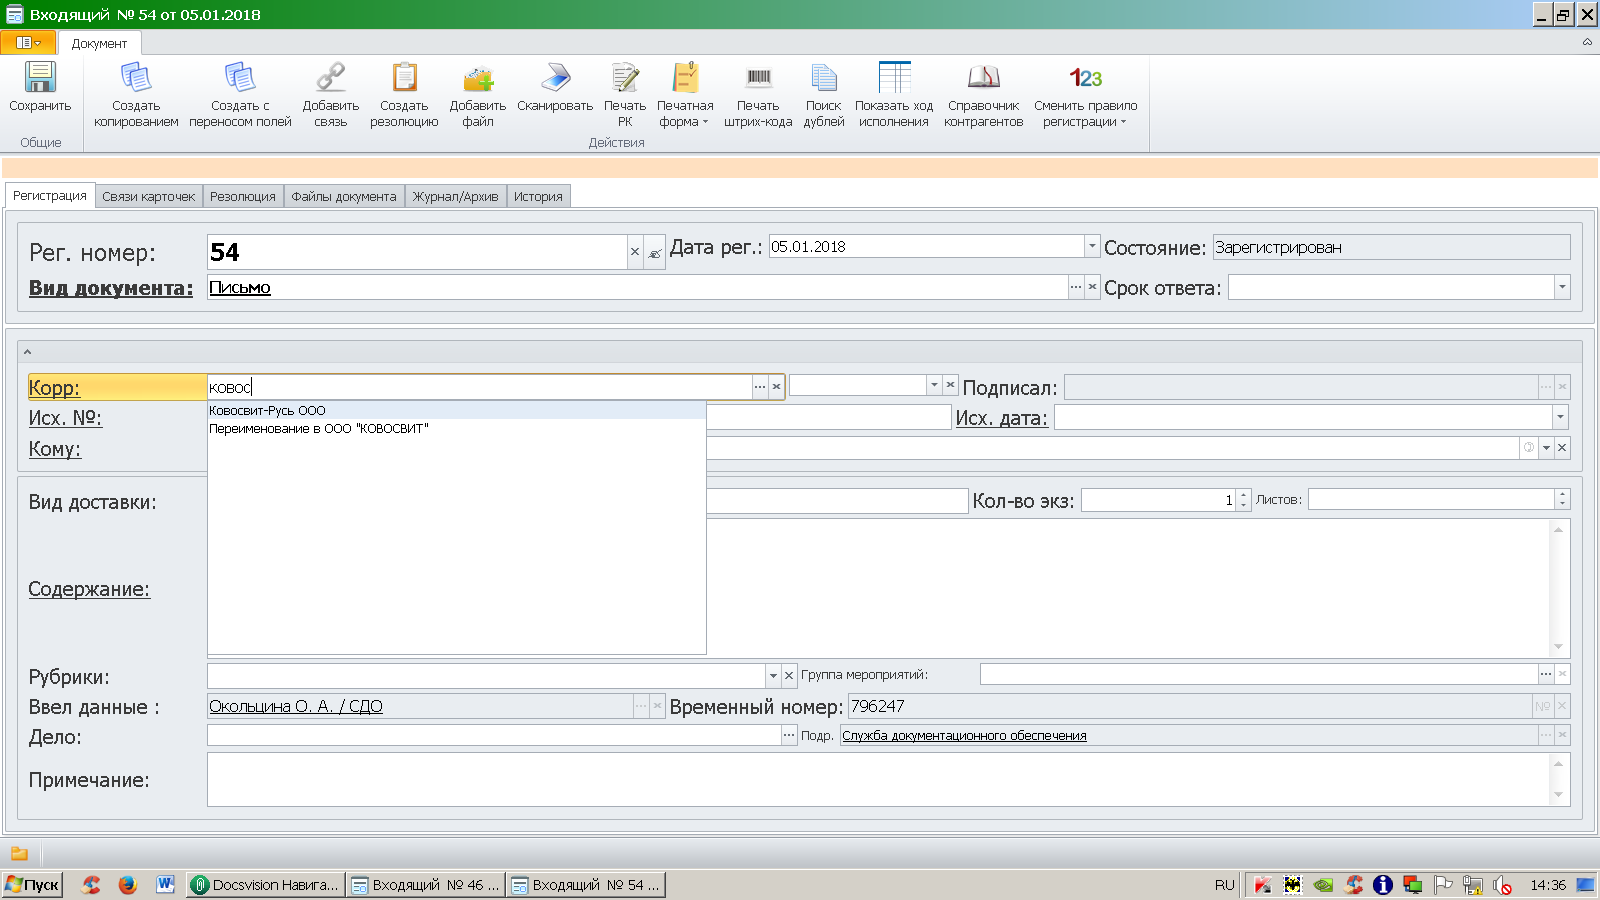 Входящий № 54 от 05.01.2018
Документ
Сохранить
Создать копированием
Создать с переносом полей
Добавить связь
Создать резолюцию
Добавить файл
Сканировать
Печать РК
Печатная форма
Печать штрих-кода
Поиск дублей
Показать ход исполнения
Справочник контрагентов
123
Сменить правило регистрации
Общие
Действия
Регистрация Связи карточек Резолюция Файлы документа Журнал/Архив История
Рег. номер: 54 Дата рег.: 05.01.2018 Состояние: Зарегистрирован
Вид документа: Письмо Срок ответа:
Корр: ковос Подписал:
Ковосвит-Русь ООО
Переименование в ООО "КОВОСВИТ"
Исх. №: Исх. дата:
Кому:
Вид доставки: Кол-во экз: 1 Листов:
Содержание:
Рубрики: Группа мероприятий:
Ввел данные : Окольцина О. А. / СДО Временный номер: 796247 №
Дело: Подр. Служба документационного обеспечения
Примечание:
Пуск Docsvision Навига... Входящий № 46 ... Входящий № 54 ... RU 14:36